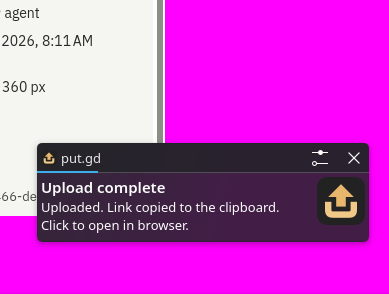 agent
2026, 8:11 AM
360 px
466-de
put.gd
Upload complete
Uploaded. Link copied to the clipboard.
Click to open in browser.